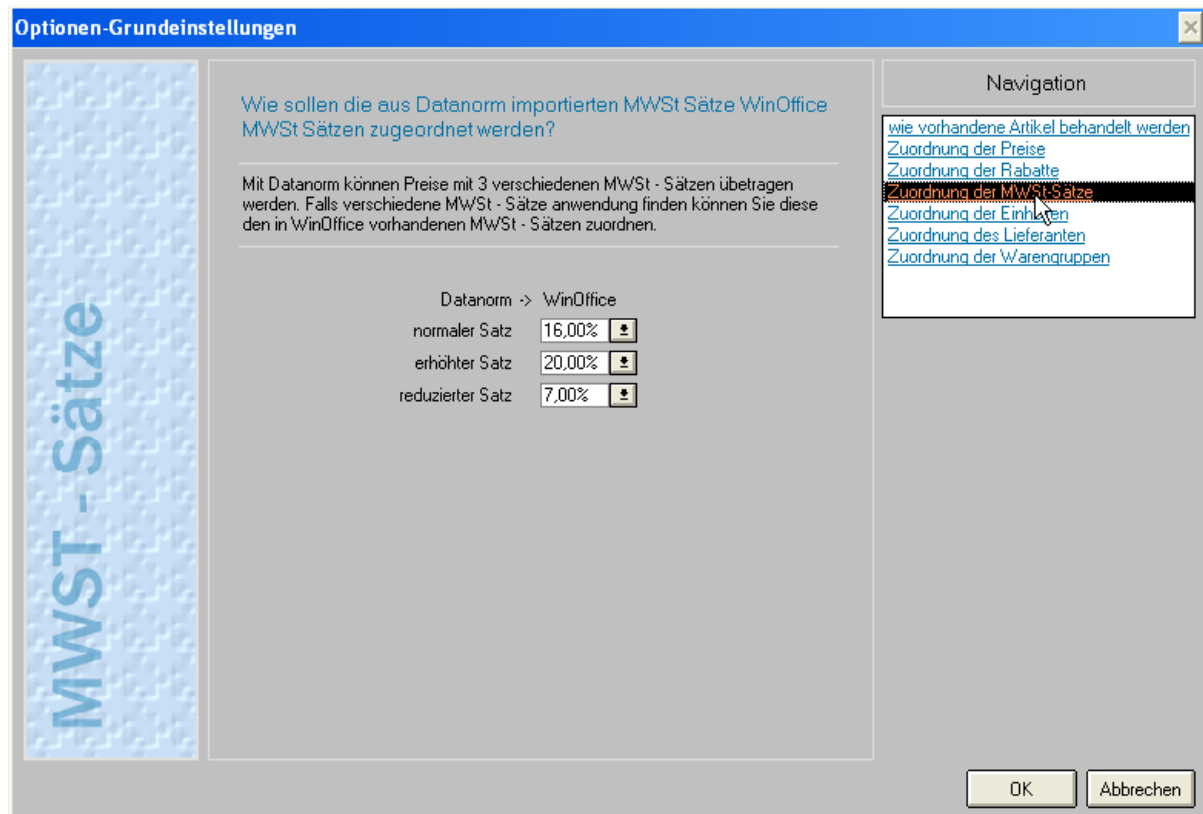 Optionen-Grundeinstellungen
MWST - Sätze
Wie sollen die aus Datanorm importierten MWSt Sätze WinOffice
MWSt Sätzen zugeordnet werden?
Mit Datanorm können Preise mit 3 verschiedenen MWSt - Sätzen übetragen
werden. Falls verschiedene MWSt - Sätze anwendung finden können Sie diese
den in WinOffice vorhandenen MWSt - Sätzen zuordnen.
Datanorm -> WinOffice
normaler Satz 16,00%
erhöhter Satz 20,00%
reduzierter Satz 7,00%
Navigation
wie vorhandene Artikel behandelt werden
Zuordnung der Preise
Zuordnung der Rabatte
Zuordnung der MWSt-Sätze
Zuordnung der Einheiten
Zuordnung des Lieferanten
Zuordnung der Warengruppen
OK
Abbrechen